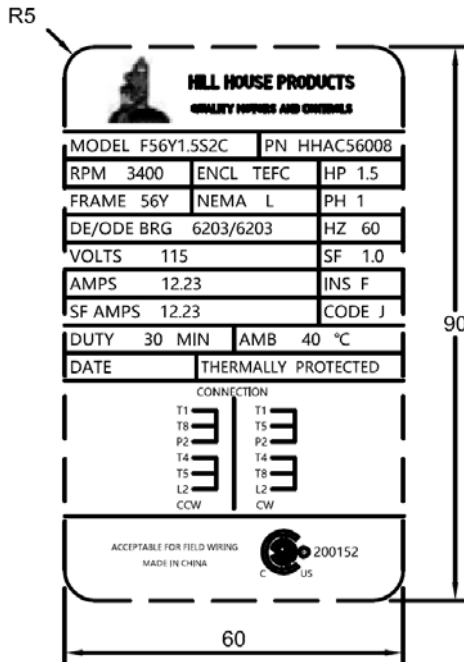 R5
HILL HOUSE PRODUCTS
QUALITY MOTORS AND CONTROLS
MODEL F56Y1.5S2C PN HHAC56008
RPM 3400 ENCL TEFC HP 1.5
FRAME 56Y NEMA L PH 1
DE/ODE BRG 6203/6203 HZ 60
VOLTS 115 SF 1.0
AMPS 12.23 INS F
SF AMPS 12.23 CODE J
90
DUTY 30 MIN AMB 40 °C
DATE THERMALLY PROTECTED
CONNECTION
T1 T1
T8 T5
P2 P2
T4 T4
T5 T8
L2 L2
CCW CW
ACCEPTABLE FOR FIELD WIRING
MADE IN CHINA
C US 200152
60